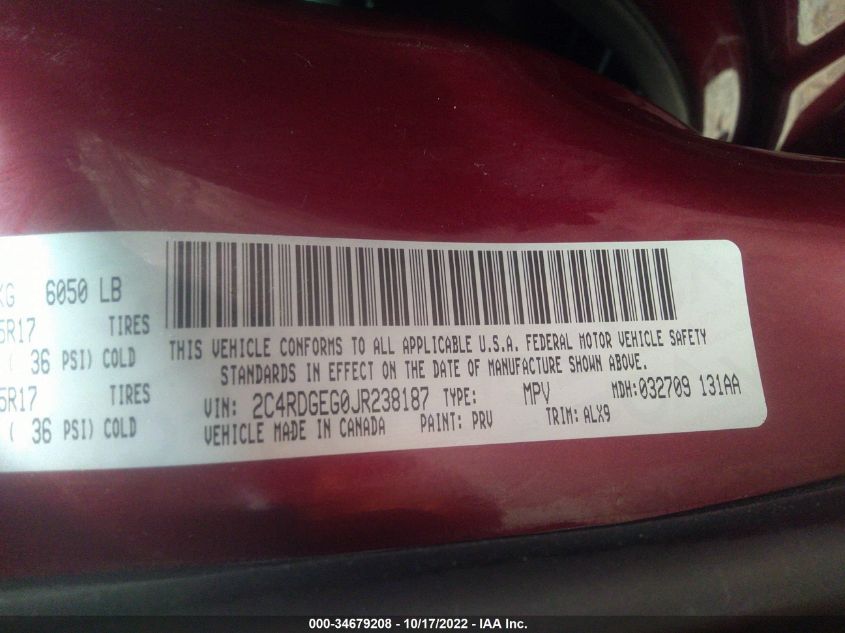 KG 6050 LB
5R17 TIRES
( 36 PSI) COLD
5R17 TIRES
( 36 PSI) COLD
THIS VEHICLE CONFORMS TO ALL APPLICABLE U.S.A. FEDERAL MOTOR VEHICLE SAFETY
STANDARDS IN EFFECT ON THE DATE OF MANUFACTURE SHOWN ABOVE.
VIN: 2C4RDGEG0JR238187 TYPE: MPV MDH:032709 131AA
VEHICLE MADE IN CANADA PAINT: PRV TRIM: ALX9
000-34679208 - 10/17/2022 - IAA Inc.